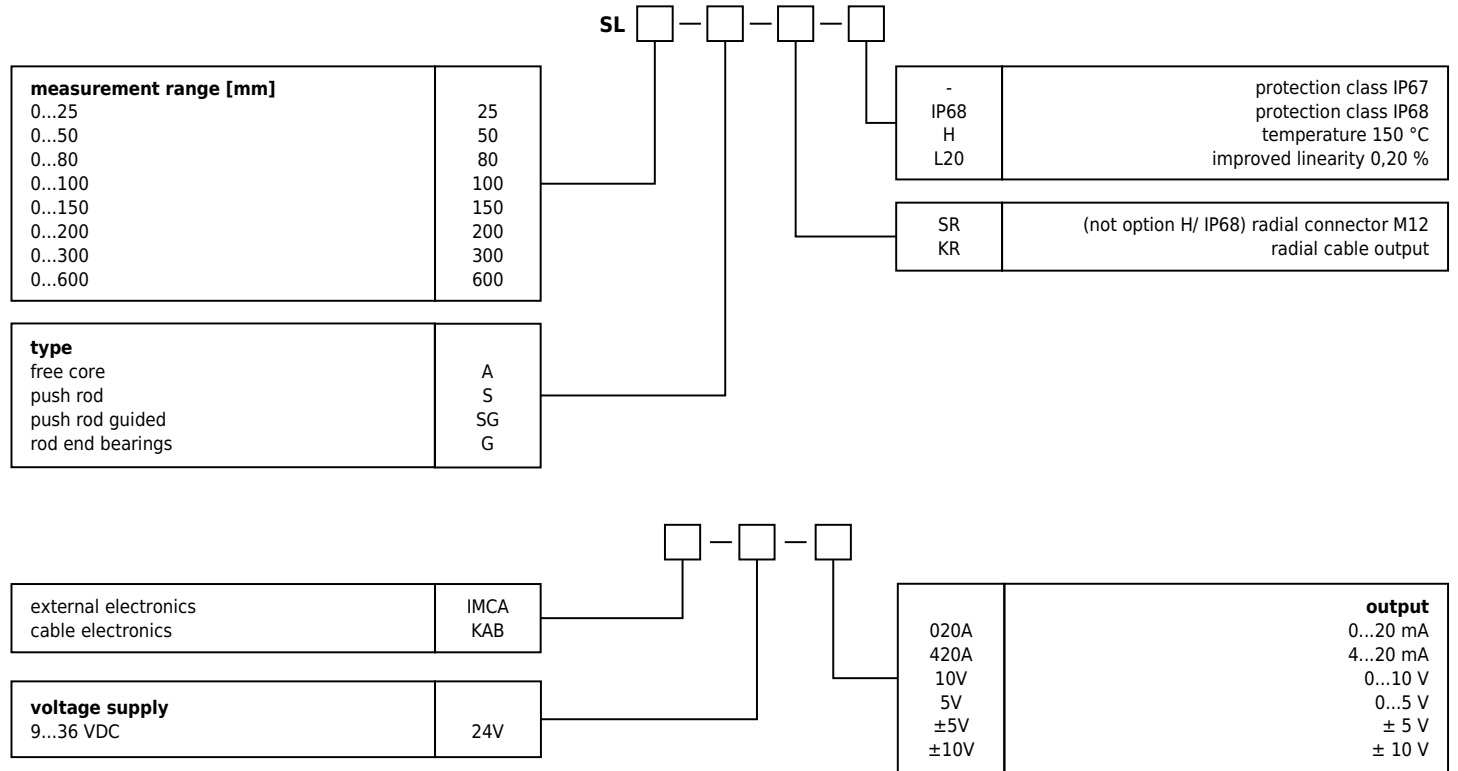 SL — — —
measurement range [mm]
0...25 25
0...50 50
0...80 80
0...100 100
0...150 150
0...200 200
0...300 300
0...600 600
- protection class IP67
IP68 protection class IP68
H temperature 150 °C
L20 improved linearity 0,20 %
SR (not option H/ IP68) radial connector M12
KR radial cable output
type
free core A
push rod S
push rod guided SG
rod end bearings G
— —
external electronics IMCA
cable electronics KAB
voltage supply
9...36 VDC 24V
output
020A 0...20 mA
420A 4...20 mA
10V 0...10 V
5V 0...5 V
±5V ± 5 V
±10V ± 10 V